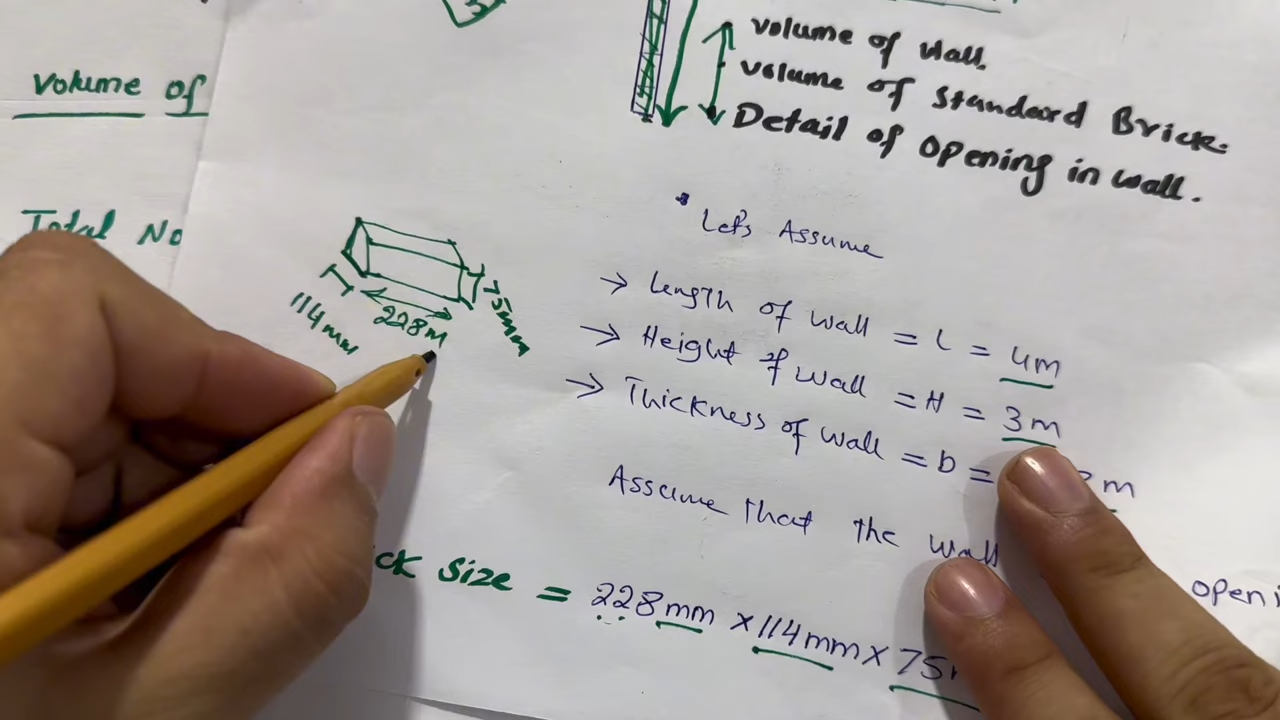 Volume of
volume of Wall.
volume of Standard Brick.
Detail of opening in wall.
Total No
Let's Assume
→ Length of wall = L = 4m
→ Height of wall = H = 3m
→ Thickness of wall = b = m
Assume that the wall openi
114mm
228m
75mm
ck Size = 228mm × 114mm × 75